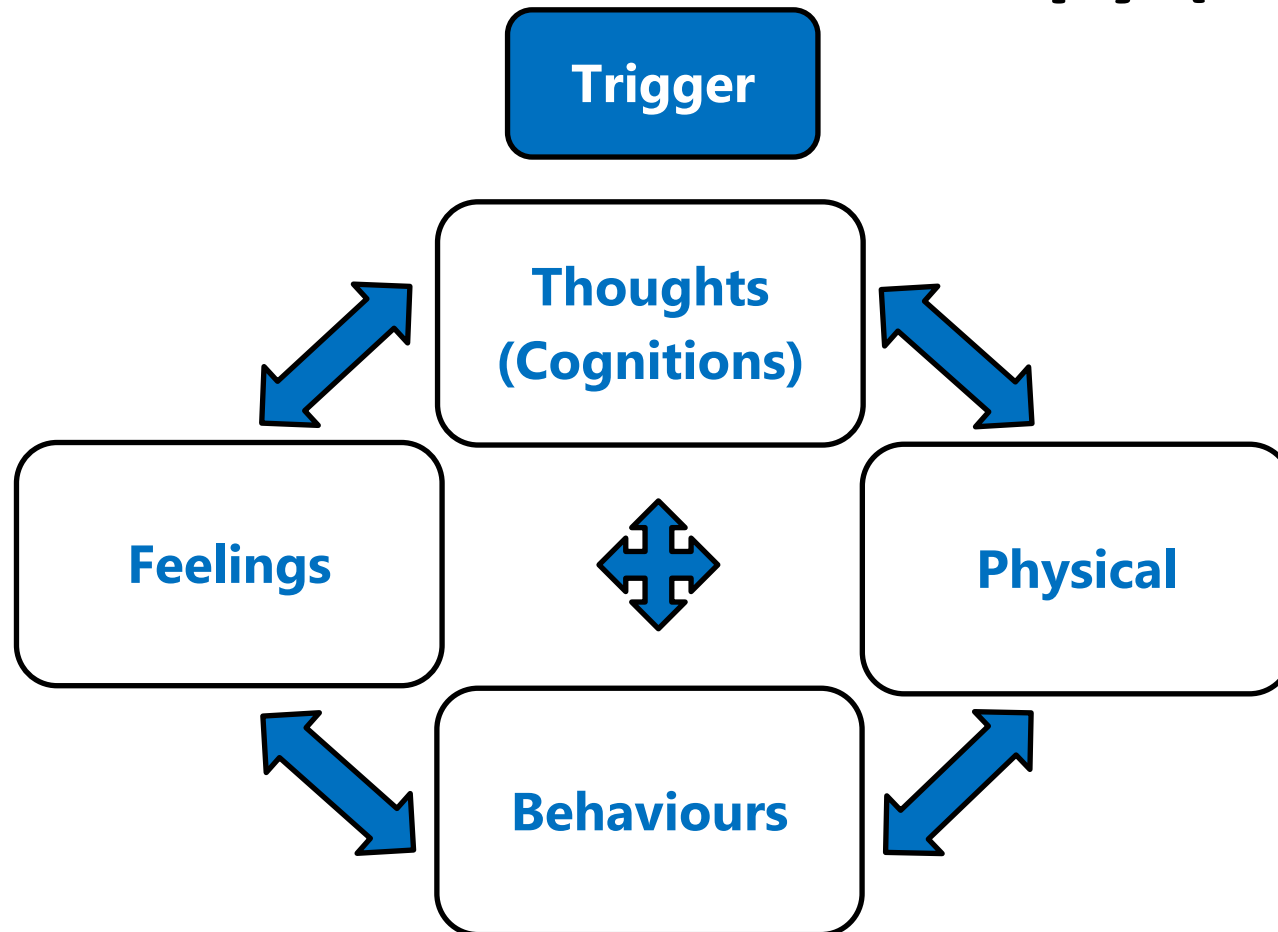 Trigger
Thoughts
(Cognitions)
Feelings
Physical
Behaviours